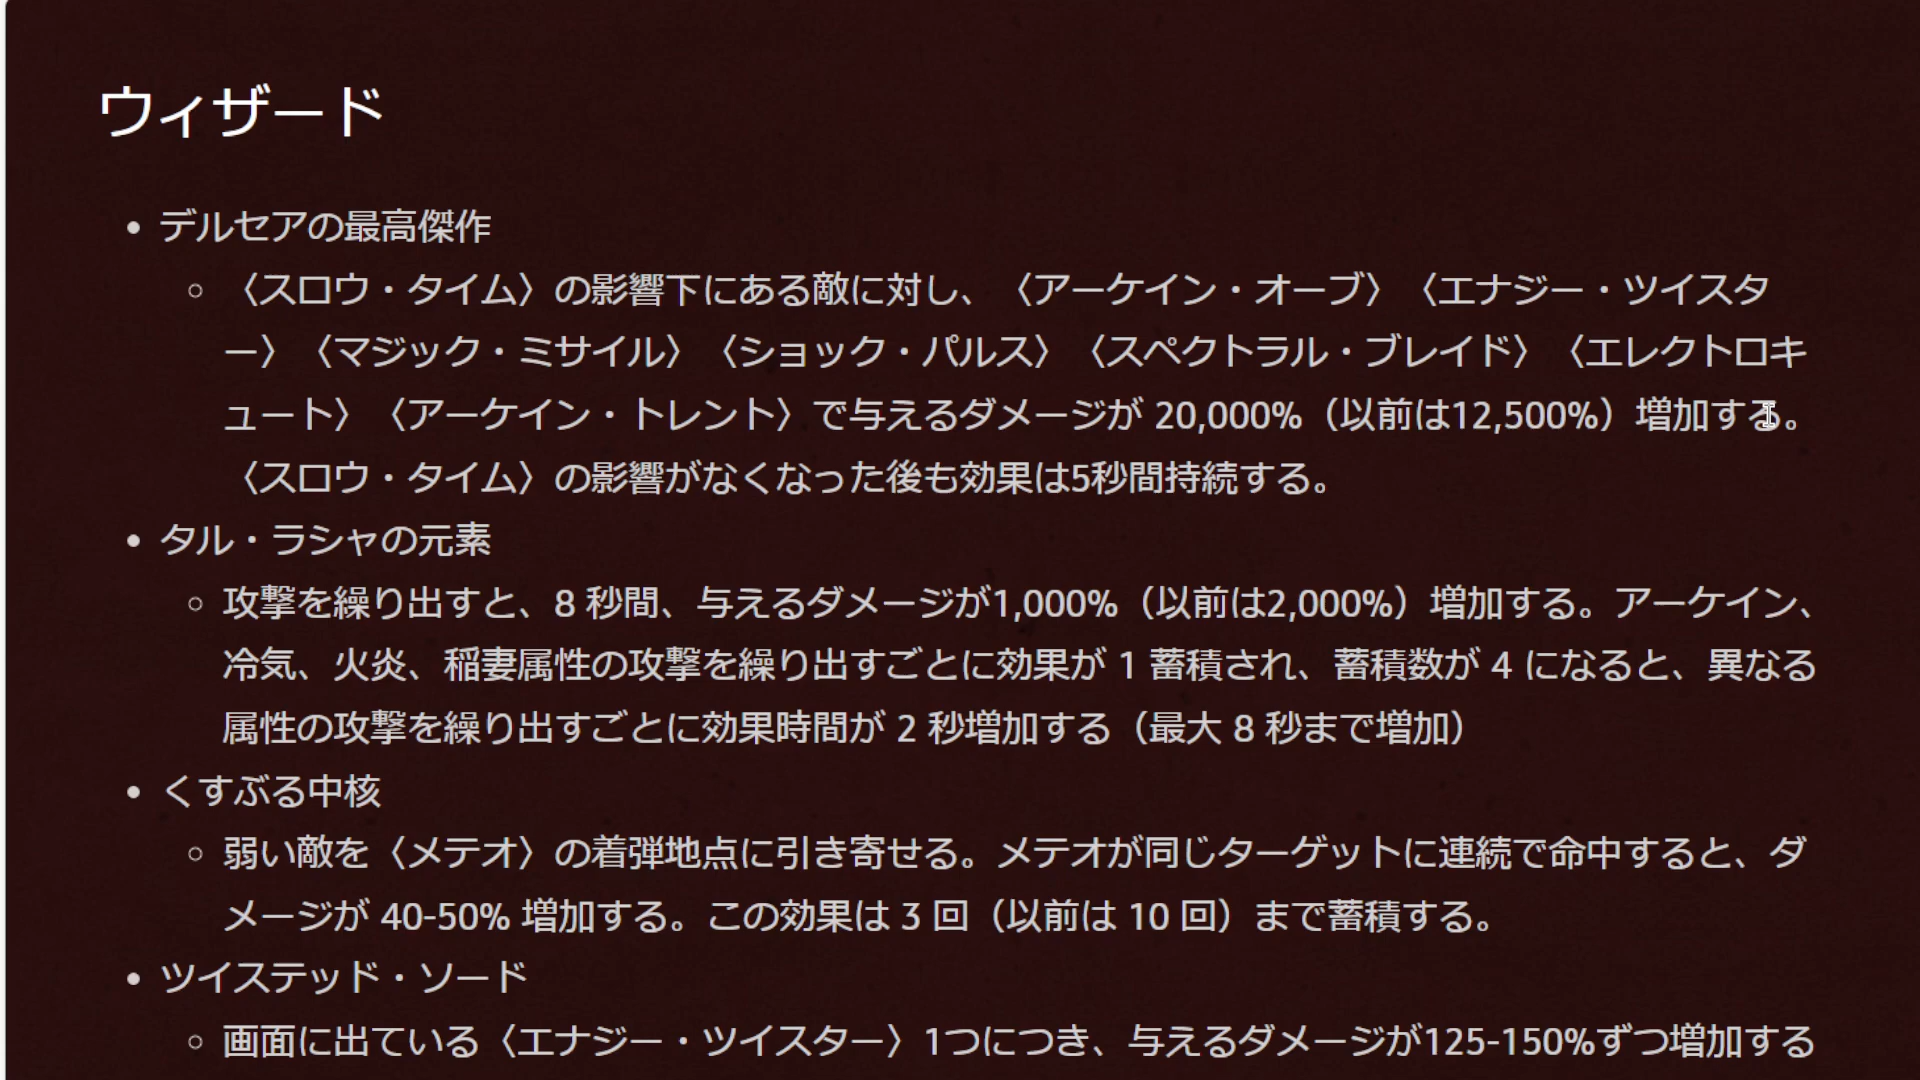 ウィザード
• デルセアの最高傑作
○ 〈スロウ・タイム〉の影響下にある敵に対し、〈アーケイン・オーブ〉〈エナジー・ツイスタ
ー〉〈マジック・ミサイル〉〈ショック・パルス〉〈スペクトラル・ブレイド〉〈エレクトロキ
ュート〉〈アーケイン・トレント〉で与えるダメージが 20,000%（以前は12,500%）増加する。
〈スロウ・タイム〉の影響がなくなった後も効果は5秒間持続する。
• タル・ラシャの元素
○ 攻撃を繰り出すと、8 秒間、与えるダメージが1,000%（以前は2,000%）増加する。アーケイン、
冷気、火炎、稲妻属性の攻撃を繰り出すごとに効果が 1 蓄積され、蓄積数が 4 になると、異なる
属性の攻撃を繰り出すごとに効果時間が 2 秒増加する（最大 8 秒まで増加）
• くすぶる中核
○ 弱い敵を〈メテオ〉の着弾地点に引き寄せる。メテオが同じターゲットに連続で命中すると、ダ
メージが 40-50% 増加する。この効果は 3 回（以前は 10 回）まで蓄積する。
• ツイステッド・ソード
○ 画面に出ている〈エナジー・ツイスター〉1つにつき、与えるダメージが125-150%ずつ増加する